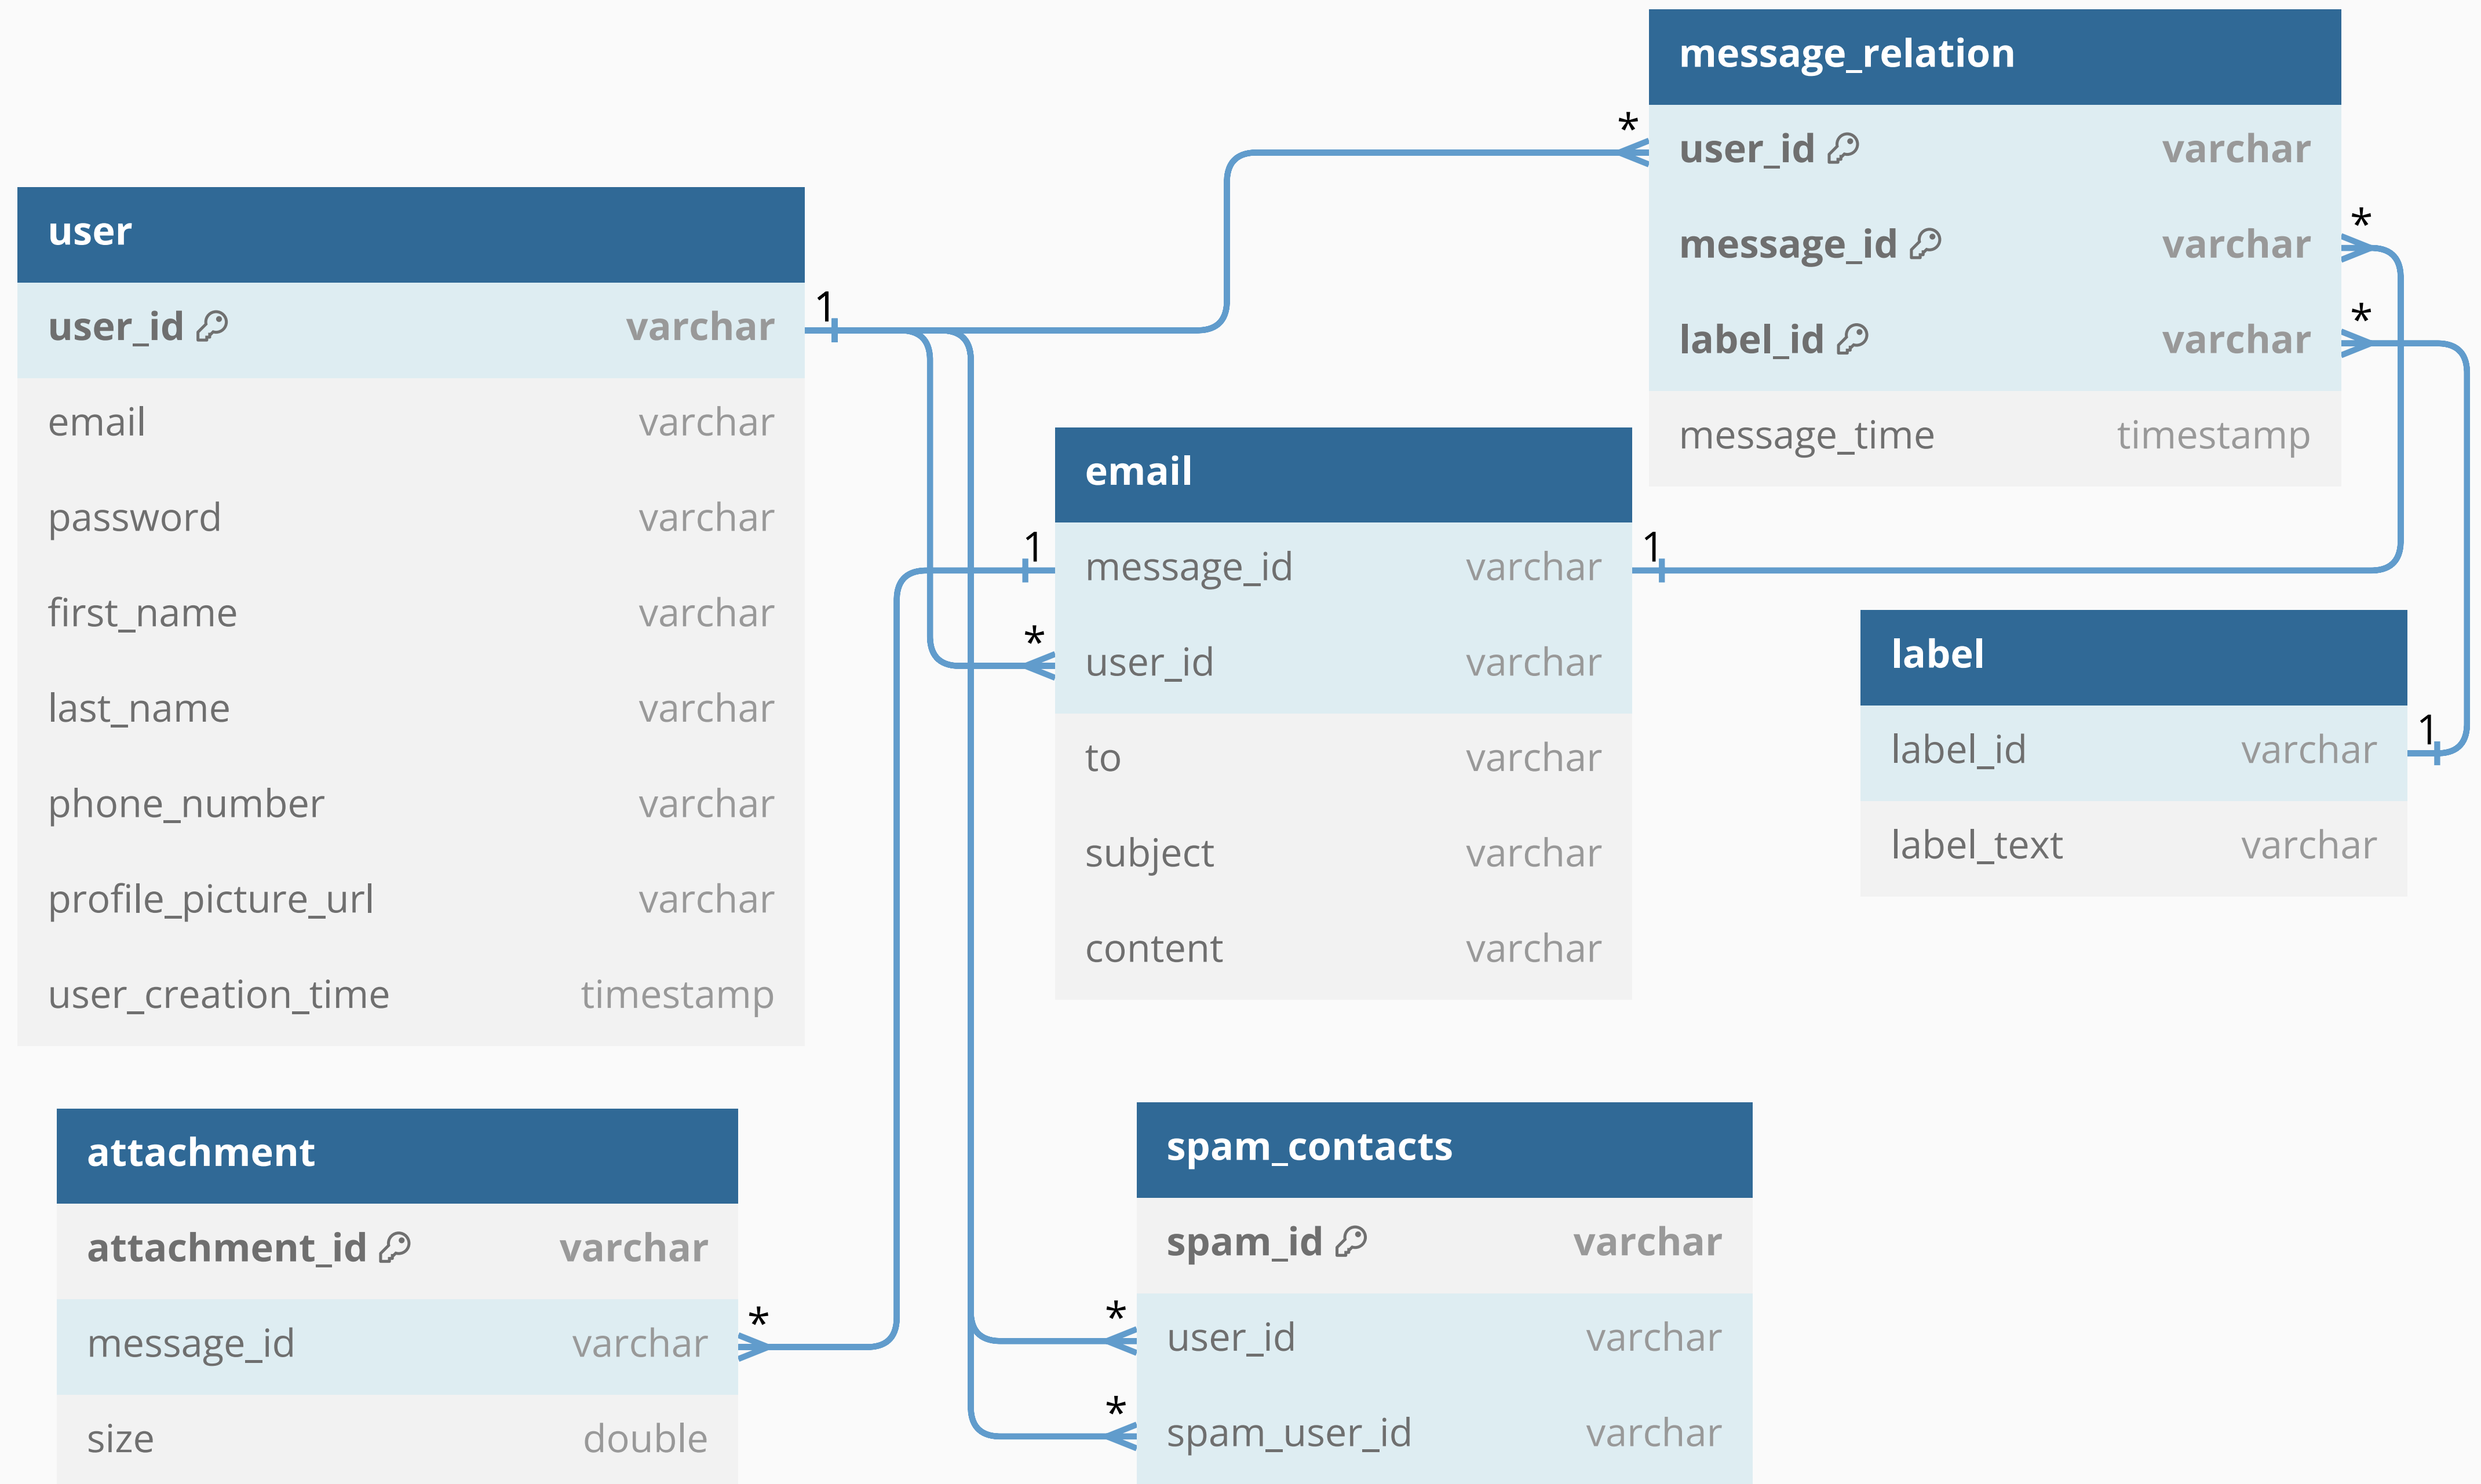 message_relation
user_id varchar
message_id varchar
label_id varchar
message_time timestamp
*
*
*
user
user_id varchar
email varchar
password varchar
first_name varchar
last_name varchar
phone_number varchar
profile_picture_url varchar
user_creation_time timestamp
1
email
message_id varchar
user_id varchar
to varchar
subject varchar
content varchar
1
1
*
label
label_id varchar
label_text varchar
1
attachment
attachment_id varchar
message_id varchar
size double
*
spam_contacts
spam_id varchar
user_id varchar
spam_user_id varchar
*
*